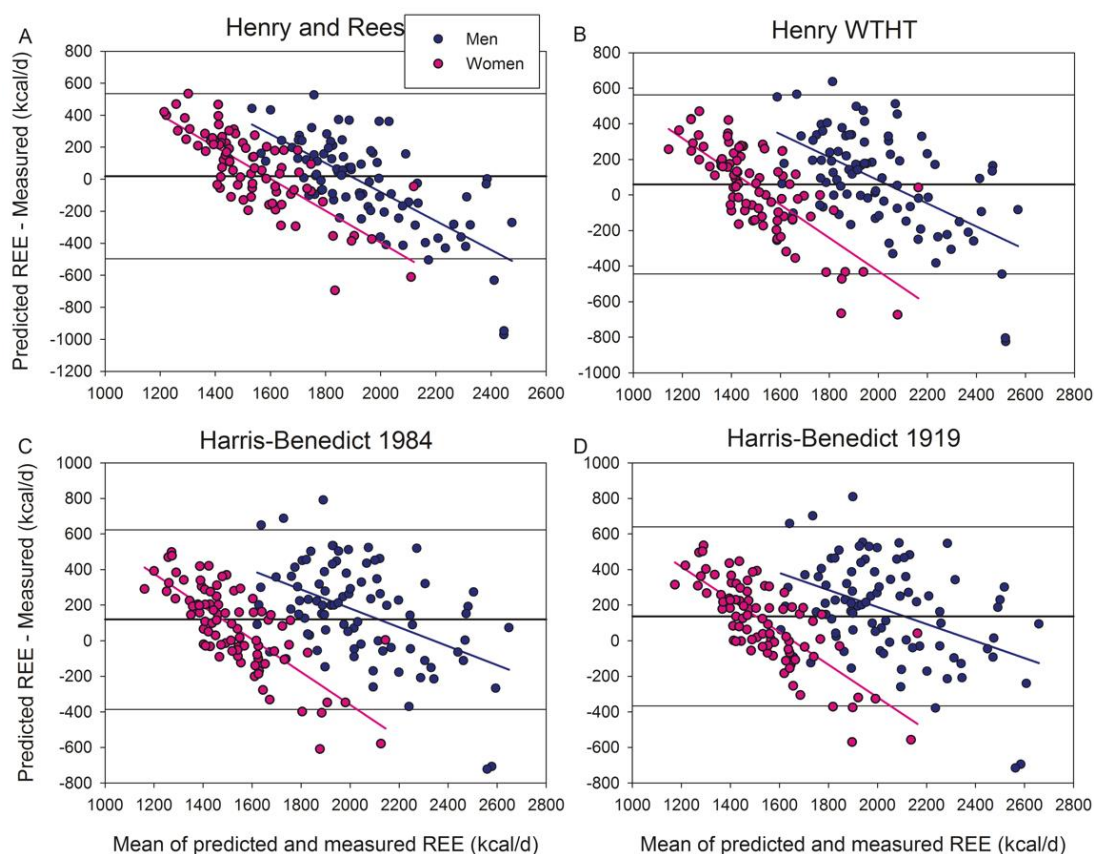 A
Henry and Rees
Men
Women
800
600
400
200
0
-200
-400
-600
-800
-1000
-1200
1000 1200 1400 1600 1800 2000 2200 2400 2600
Predicted REE - Measured (kcal/d)
B
Henry WTHT
800
600
400
200
0
-200
-400
-600
-800
-1000
1000 1200 1400 1600 1800 2000 2200 2400 2600 2800
C
Harris-Benedict 1984
1000
800
600
400
200
0
-200
-400
-600
-800
1000 1200 1400 1600 1800 2000 2200 2400 2600 2800
Predicted REE - Measured (kcal/d)
Mean of predicted and measured REE (kcal/d)
D
Harris-Benedict 1919
1000
800
600
400
200
0
-200
-400
-600
-800
1000 1200 1400 1600 1800 2000 2200 2400 2600 2800
Mean of predicted and measured REE (kcal/d)